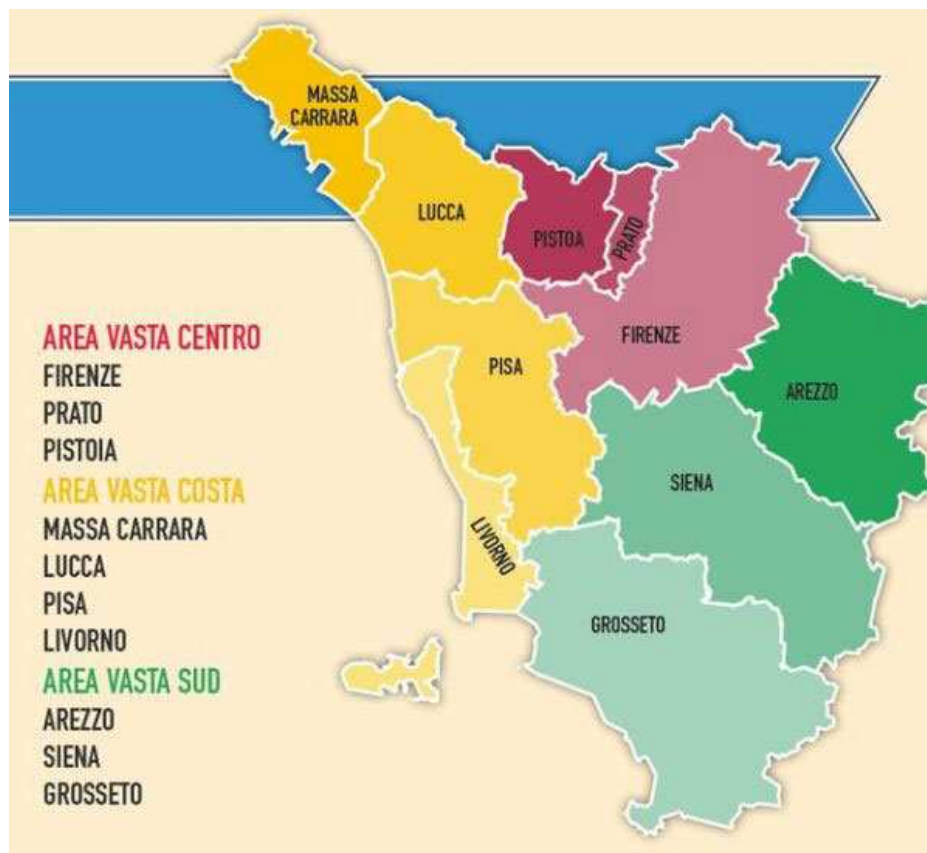 MASSA
CARRARA
LUCCA
PISTOA
PRATO
FIRENZE
PISA
AREZZO
SIENA
LIVORNO
GROSSETO
AREA VASTA CENTRO
FIRENZE
PRATO
PISTOIA
AREA VASTA COSTA
MASSA CARRARA
LUCCA
PISA
LIVORNO
AREA VASTA SUD
AREZZO
SIENA
GROSSETO